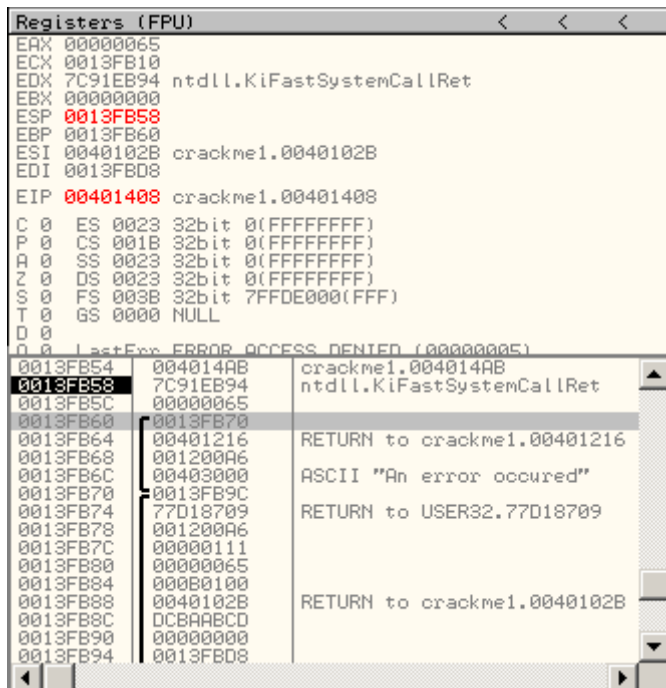 Registers (FPU) < < <
EAX 00000065
ECX 0013FB10
EDX 7C91EB94 ntdll.KiFastSystemCallRet
EBX 00000000
ESP 0013FB58
EBP 0013FB60
ESI 0040102B crackme1.0040102B
EDI 0013FBD8
EIP 00401408 crackme1.00401408
C 0 ES 0023 32bit 0(FFFFFFFF)
P 0 CS 001B 32bit 0(FFFFFFFF)
A 0 SS 0023 32bit 0(FFFFFFFF)
Z 0 DS 0023 32bit 0(FFFFFFFF)
S 0 FS 003B 32bit 7FFDE000(FFF)
T 0 GS 0000 NULL
D 0
O 0 LastErr ERROR_ACCESS_DENIED (00000005)
0013FB54 004014AB crackme1.004014AB
0013FB58 7C91EB94 ntdll.KiFastSystemCallRet
0013FB5C 00000065
0013FB60 0013FB70
0013FB64 00401216 RETURN to crackme1.00401216
0013FB68 001200A6
0013FB6C 00403000 ASCII "An error occured"
0013FB70 0013FB9C
0013FB74 77D18709 RETURN to USER32.77D18709
0013FB78 001200A6
0013FB7C 00000111
0013FB80 00000065
0013FB84 000B0100
0013FB88 0040102B RETURN to crackme1.0040102B
0013FB8C DCBAABCD
0013FB90 00000000
0013FB94 0013FBD8